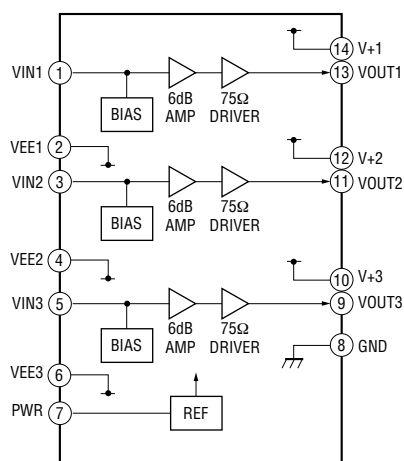 14 V+1
VIN1 1
13 VOUT1
6dB
AMP
75Ω
DRIVER
BIAS
VEE1 2
12 V+2
VIN2 3
11 VOUT2
6dB
AMP
75Ω
DRIVER
BIAS
VEE2 4
10 V+3
VIN3 5
9 VOUT3
6dB
AMP
75Ω
DRIVER
BIAS
8 GND
VEE3 6
PWR 7
REF